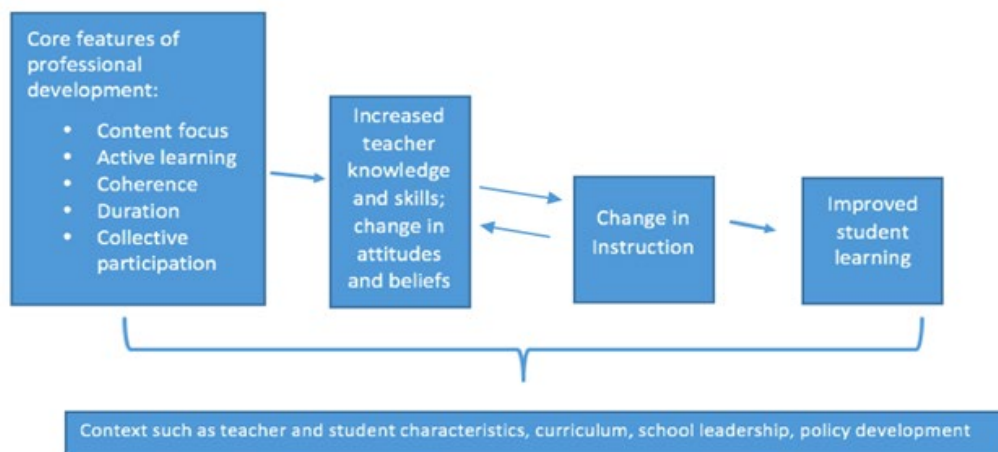 Core features of
professional
development:
• Content focus
• Active learning
• Coherence
• Duration
• Collective
participation
Increased
teacher
knowledge
and skills;
change in
attitudes
and beliefs
Change in
Instruction
Improved
student
learning
Context such as teacher and student characteristics, curriculum, school leadership, policy development